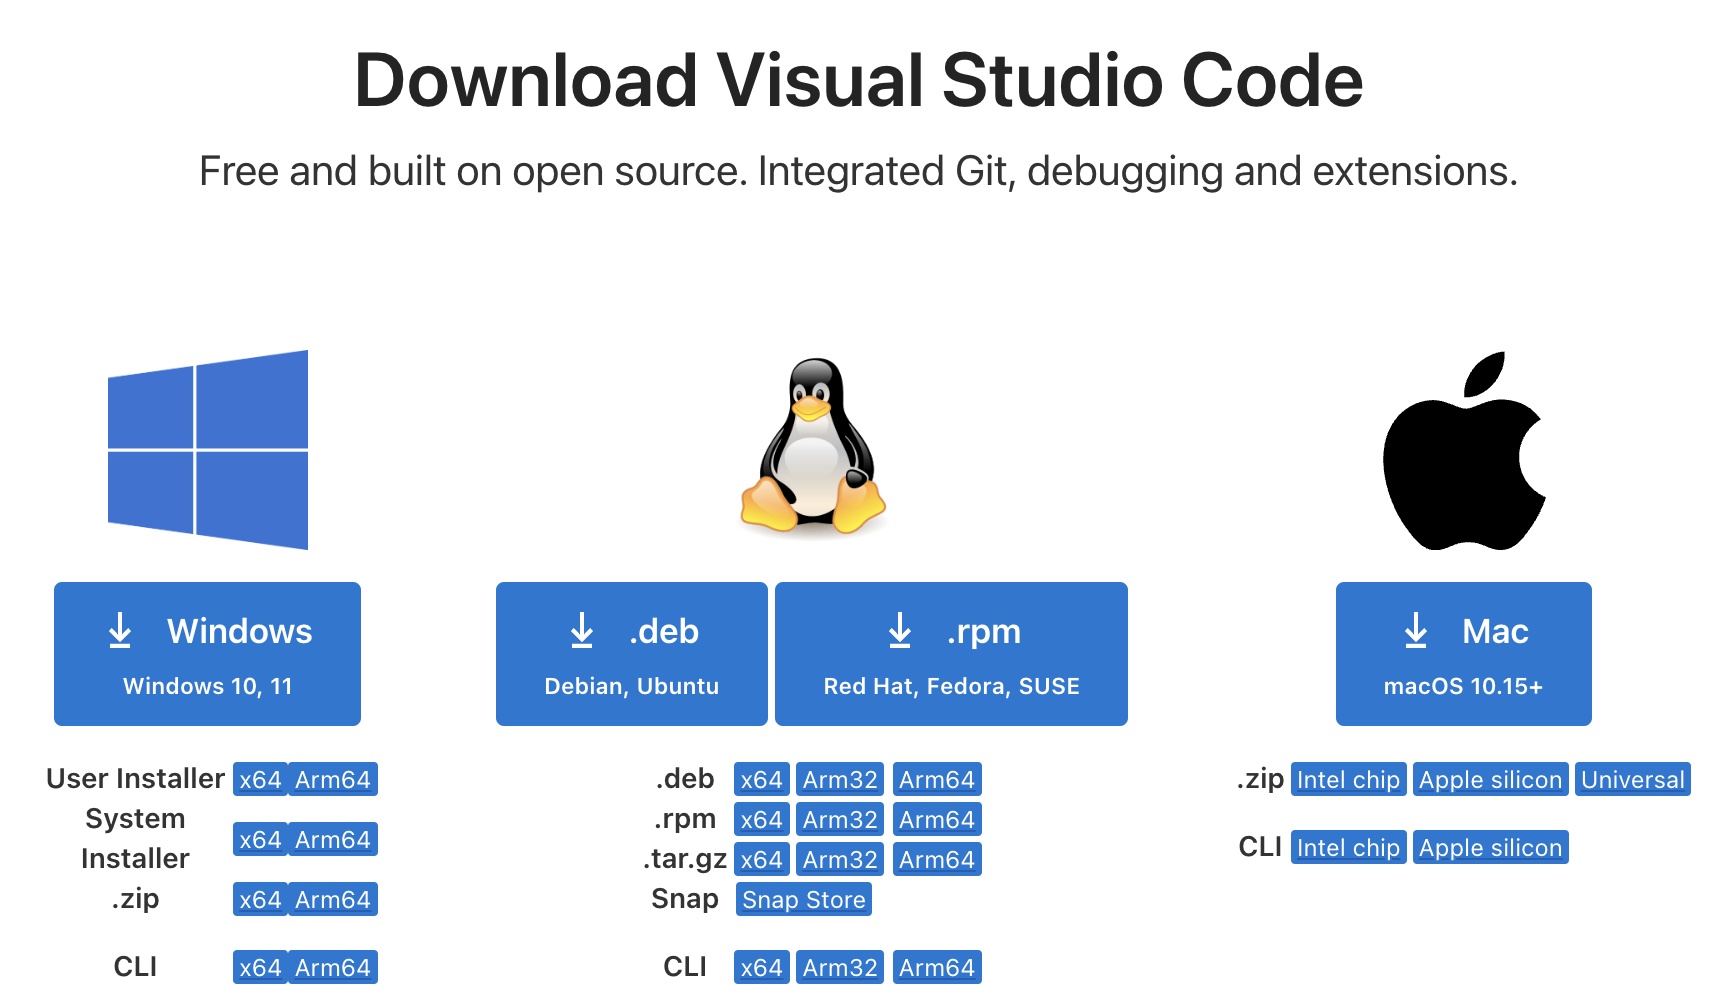 Download Visual Studio Code
Free and built on open source. Integrated Git, debugging and extensions.
Windows
Windows 10, 11
User Installer x64 Arm64
System
Installer x64 Arm64
.zip x64 Arm64
CLI x64 Arm64
.deb
Debian, Ubuntu
.rpm
Red Hat, Fedora, SUSE
.deb x64 Arm32 Arm64
.rpm x64 Arm32 Arm64
.tar.gz x64 Arm32 Arm64
Snap Snap Store
CLI x64 Arm32 Arm64
Mac
macOS 10.15+
.zip Intel chip Apple silicon Universal
CLI Intel chip Apple silicon